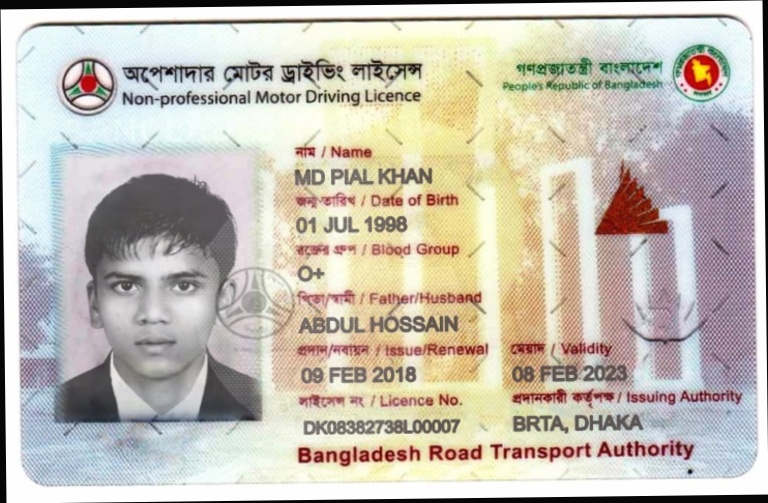 অপেশাদার মোটর ড্রাইভিং লাইসেন্স
Non-professional Motor Driving Licence
গণপ্রজাতন্ত্রী বাংলাদেশ
People's Republic of Bangladesh
নাম / Name
MD PIAL KHAN
জন্ম তারিখ / Date of Birth
01 JUL 1998
রক্তের গ্রুপ / Blood Group
O+
পিতা/স্বামী / Father/Husband
ABDUL HOSSAIN
প্রদান/নবায়ন / Issue/Renewal
মেয়াদ / Validity
09 FEB 2018
08 FEB 2023
লাইসেন্স নং / Licence No.
প্রদানকারী কর্তৃপক্ষ / Issuing Authority
DK08382738L00007
BRTA, DHAKA
Bangladesh Road Transport Authority